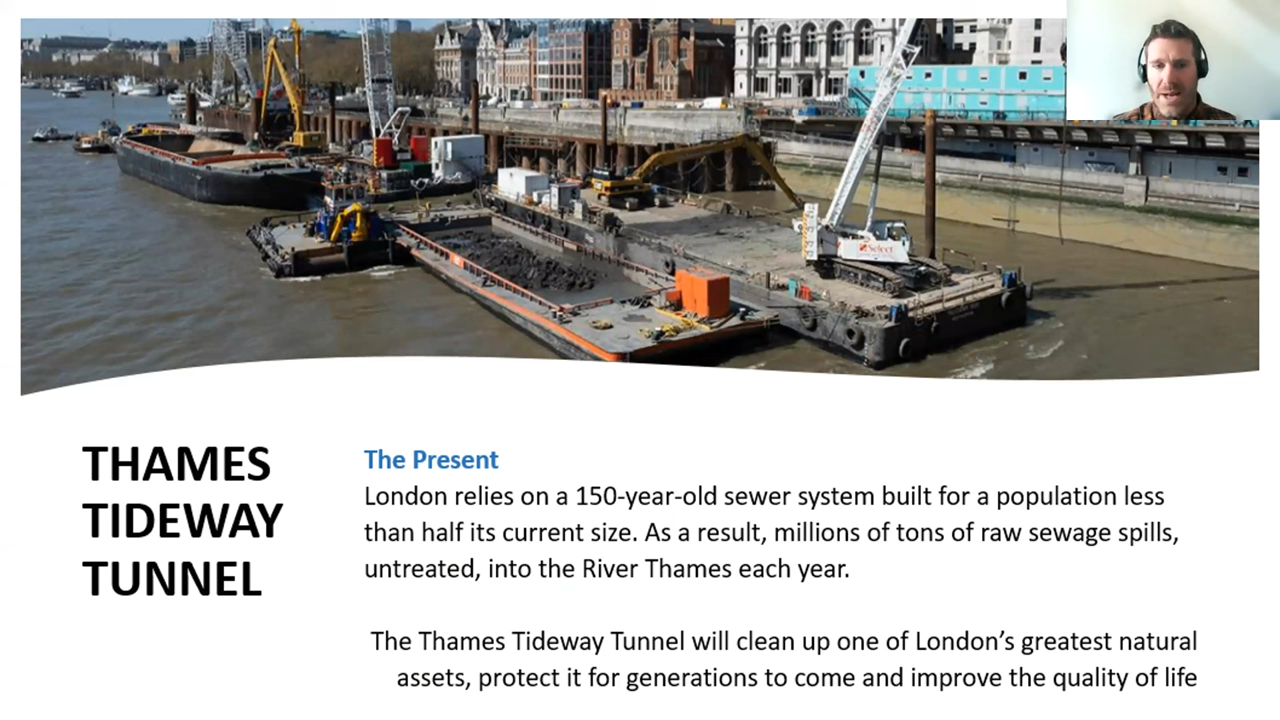 Select
THAMES
TIDEWAY
TUNNEL
The Present
London relies on a 150-year-old sewer system built for a population less
than half its current size. As a result, millions of tons of raw sewage spills,
untreated, into the River Thames each year.
The Thames Tideway Tunnel will clean up one of London's greatest natural
assets, protect it for generations to come and improve the quality of life